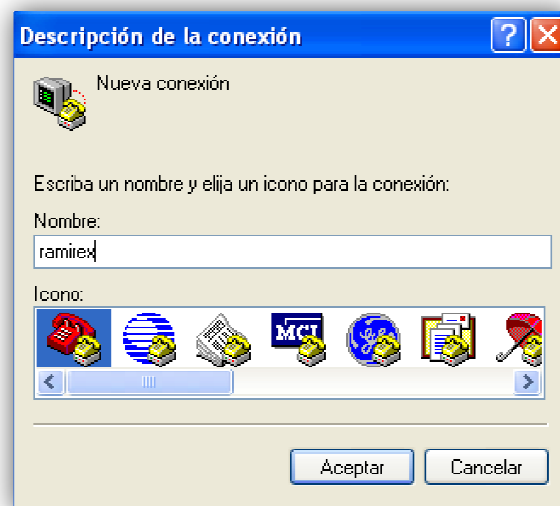 Descripción de la conexión
Nueva conexión
Escriba un nombre y elija un icono para la conexión:
Nombre:
ramirex
Icono:
MCI
Aceptar
Cancelar